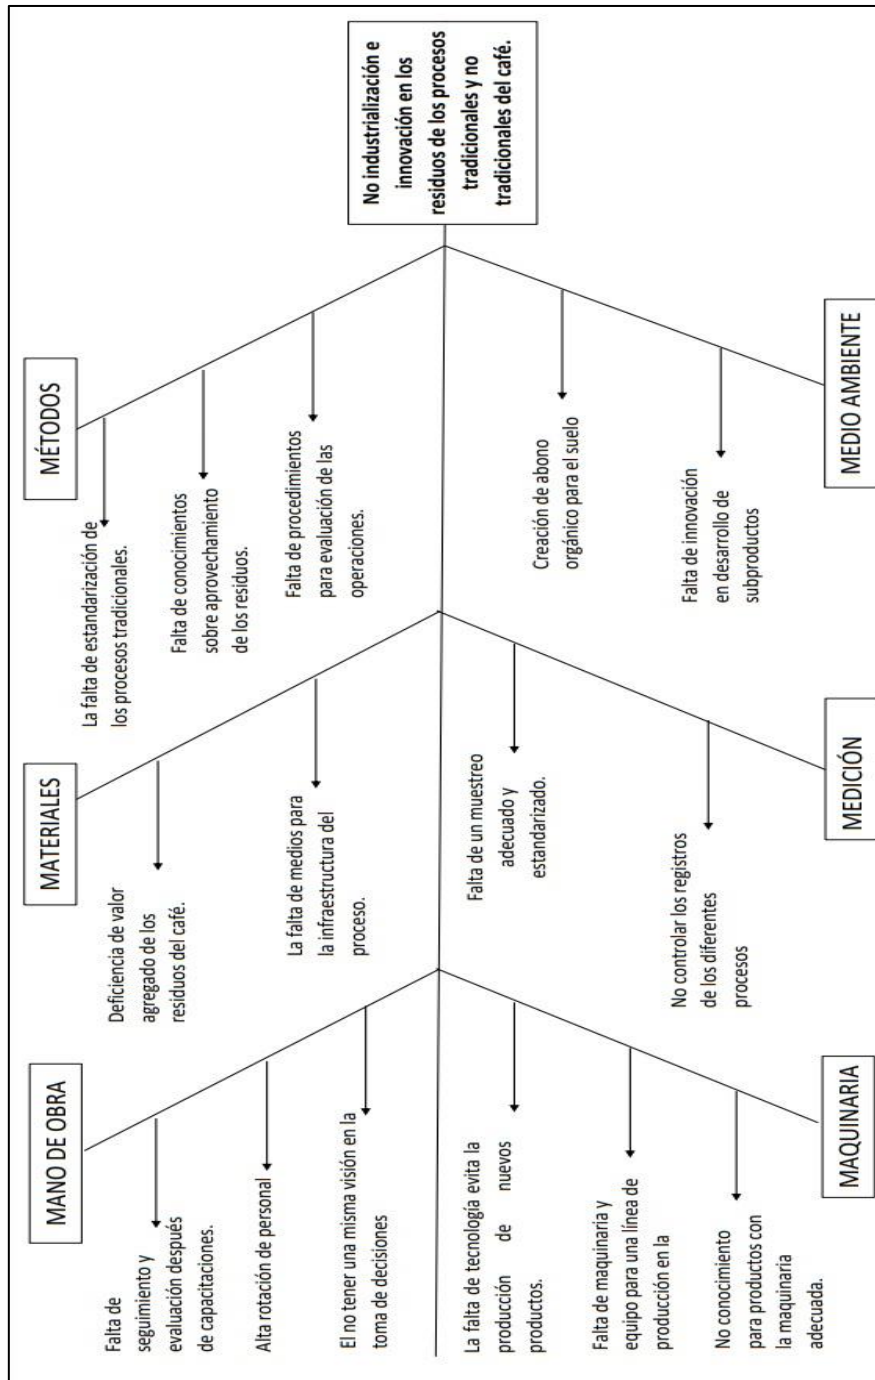 MANO DE OBRA
Falta de
seguimiento y
evaluación después
de capacitaciones.
Alta rotación de personal
El no tener una misma visión en la
toma de decisiones
MATERIALES
Deficiencia de valor
agregado de los
residuos del café.
La falta de medios para
la infraestructura del
proceso.
MÉTODOS
La falta de estandarización de
los procesos tradicionales.
Falta de conocimientos
sobre aprovechamiento
de los residuos.
Falta de procedimientos
para evaluación de las
operaciones.
No industrialización e
innovación en los
residuos de los procesos
tradicionales y no
tradicionales del café.
La falta de tecnología evita la
producción de nuevos
productos.
Falta de maquinaria y
equipo para una línea de
producción en la
No conocimiento
para productos con
la maquinaria
adecuada.
MAQUINARIA
Falta de un muestreo
adecuado y
estandarizado.
No controlar los registros
de los diferentes
procesos
MEDICIÓN
Creación de abono
orgánico para el suelo
Falta de innovación
en desarrollo de
subproductos
MEDIO AMBIENTE